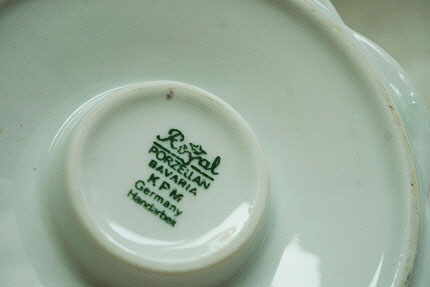 Royal
PORZELLAN
BAVARIA
KPM
Germany
Handarbeit